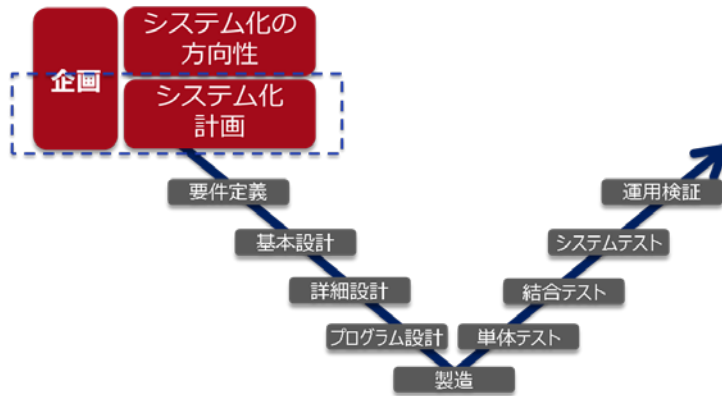 企画
システム化の
方向性
システム化
計画
要件定義
基本設計
詳細設計
プログラム設計
製造
単体テスト
結合テスト
システムテスト
運用検証